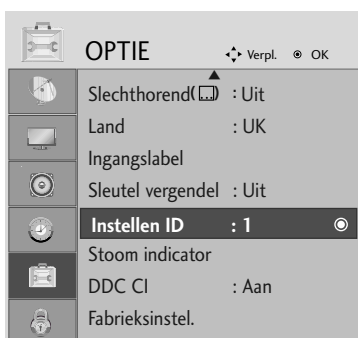 OPTIE Verpl. OK
Slechthorend( ) : Uit
Land : UK
Ingangslabel
Sleutel vergendel : Uit
Instellen ID : 1
Stoom indicator
DDC CI : Aan
Fabrieksinstel.